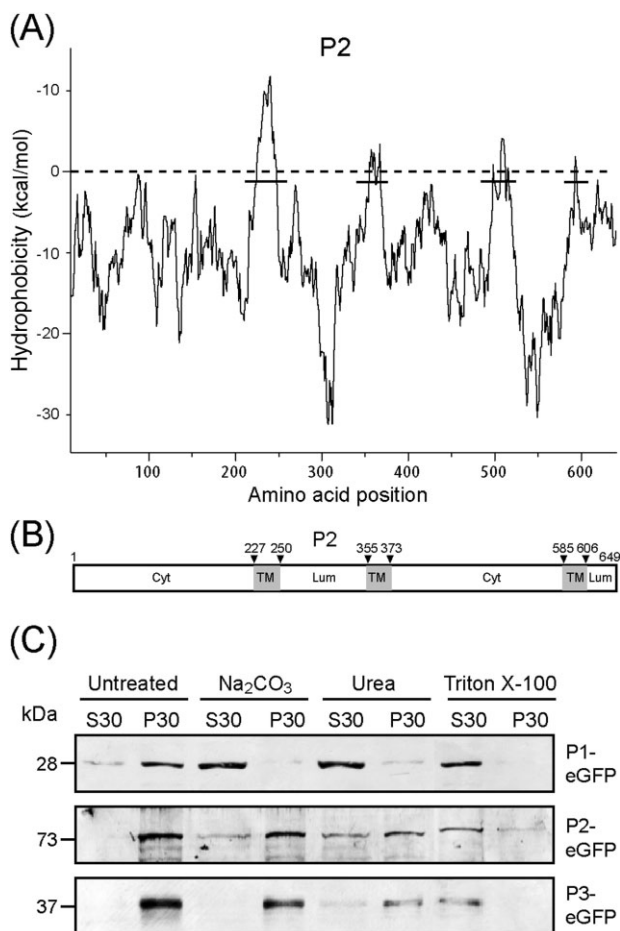 (A)
P2
Hydrophobicity (kcal/mol)
-10
0
-10
-20
-30
100 200 300 400 500 600
Amino acid position
(B)
P2
1 227 250 355 373 585 606 649
Cyt TM Lum TM Cyt TM Lum
(C)
Untreated Na₂CO₃ Urea Triton X-100
kDa S30 P30 S30 P30 S30 P30 S30 P30
28 P1-
eGFP
73 P2-
eGFP
37 P3-
eGFP